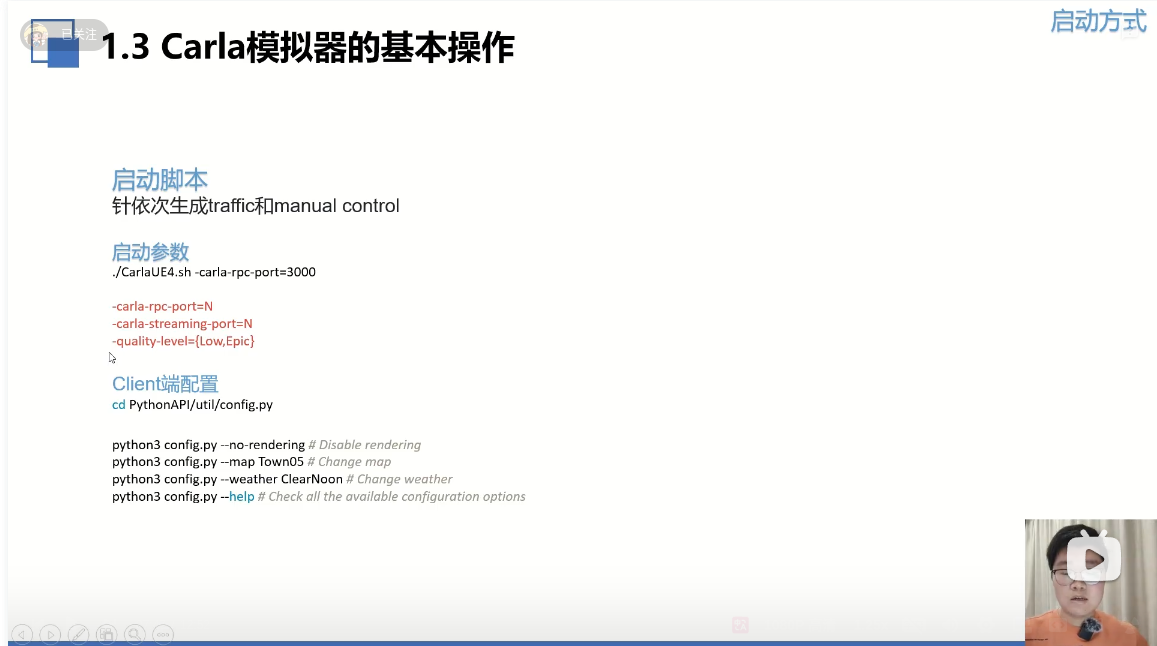 已关注
启动方式
1.3 Carla模拟器的基本操作
启动脚本
针依次生成traffic和manual control
启动参数
./CarlaUE4.sh -carla-rpc-port=3000
-carla-rpc-port=N
-carla-streaming-port=N
-quality-level={Low,Epic}
Client端配置
cd PythonAPI/util/config.py
python3 config.py --no-rendering # Disable rendering
python3 config.py --map Town05 # Change map
python3 config.py --weather ClearNoon # Change weather
python3 config.py --help # Check all the available configuration options